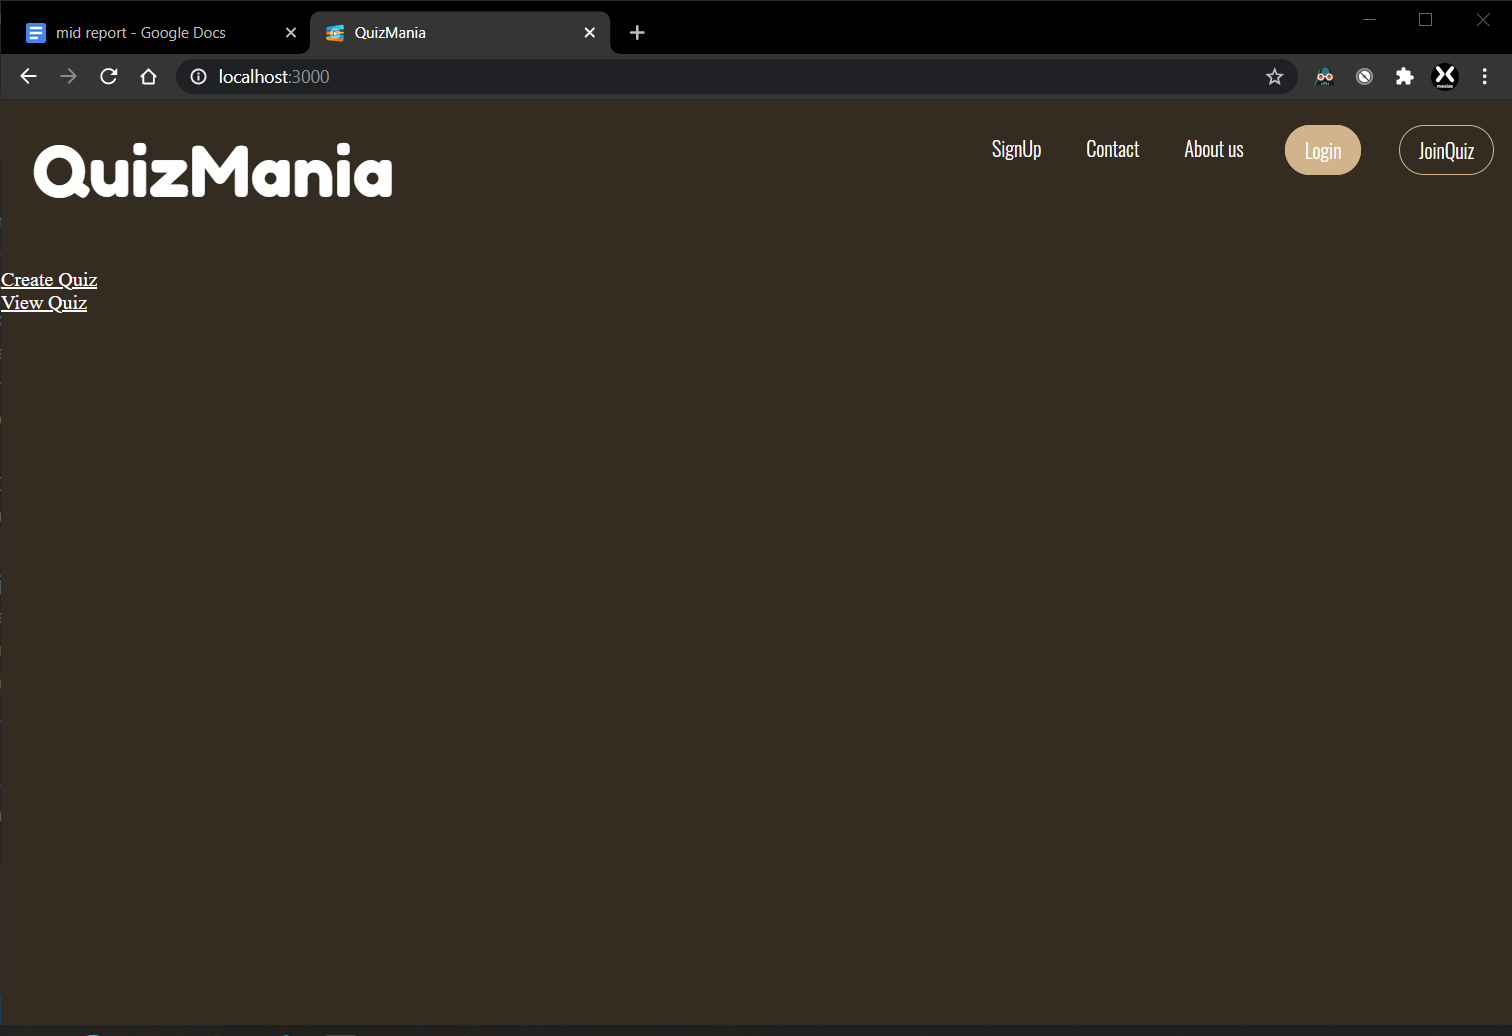 mid report - Google Docs
QuizMania
localhost:3000
QuizMania
SignUp
Contact
About us
Login
JoinQuiz
Create Quiz
View Quiz